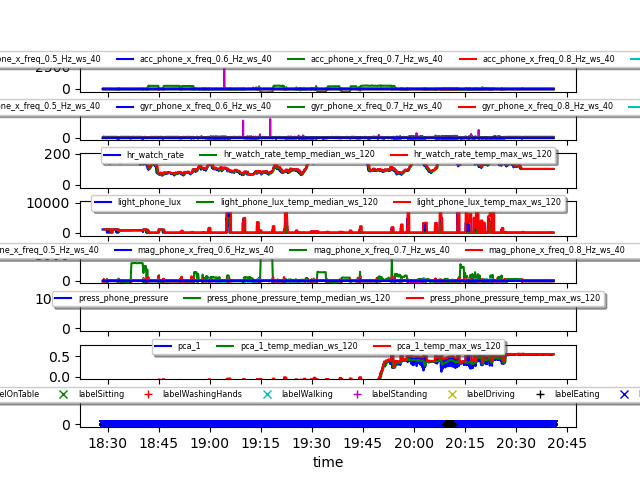 phone_x_freq_0.5_Hz_ws_40 acc_phone_x_freq_0.6_Hz_ws_40 acc_phone_x_freq_0.7_Hz_ws_40 acc_phone_x_freq_0.8_Hz_ws_40
2500
0
phone_x_freq_0.5_Hz_ws_40 gyr_phone_x_freq_0.6_Hz_ws_40 gyr_phone_x_freq_0.7_Hz_ws_40 gyr_phone_x_freq_0.8_Hz_ws_40
0
hr_watch_rate hr_watch_rate_temp_median_ws_120 hr_watch_rate_temp_max_ws_120
200
0
light_phone_lux light_phone_lux_temp_median_ws_120 light_phone_lux_temp_max_ws_120
10000
0
ne_x_freq_0.5_Hz_ws_40 mag_phone_x_freq_0.6_Hz_ws_40 mag_phone_x_freq_0.7_Hz_ws_40 mag_phone_x_freq_0.8_Hz_ws_40
0
press_phone_pressure press_phone_pressure_temp_median_ws_120 press_phone_pressure_temp_max_ws_120
10
0
pca_1 pca_1_temp_median_ws_120 pca_1_temp_max_ws_120
0.5
0.0
elOnTable labelSitting labelWashingHands labelWalking labelStanding labelDriving labelEating
0
18:30 18:45 19:00 19:15 19:30 19:45 20:00 20:15 20:30 20:45
time